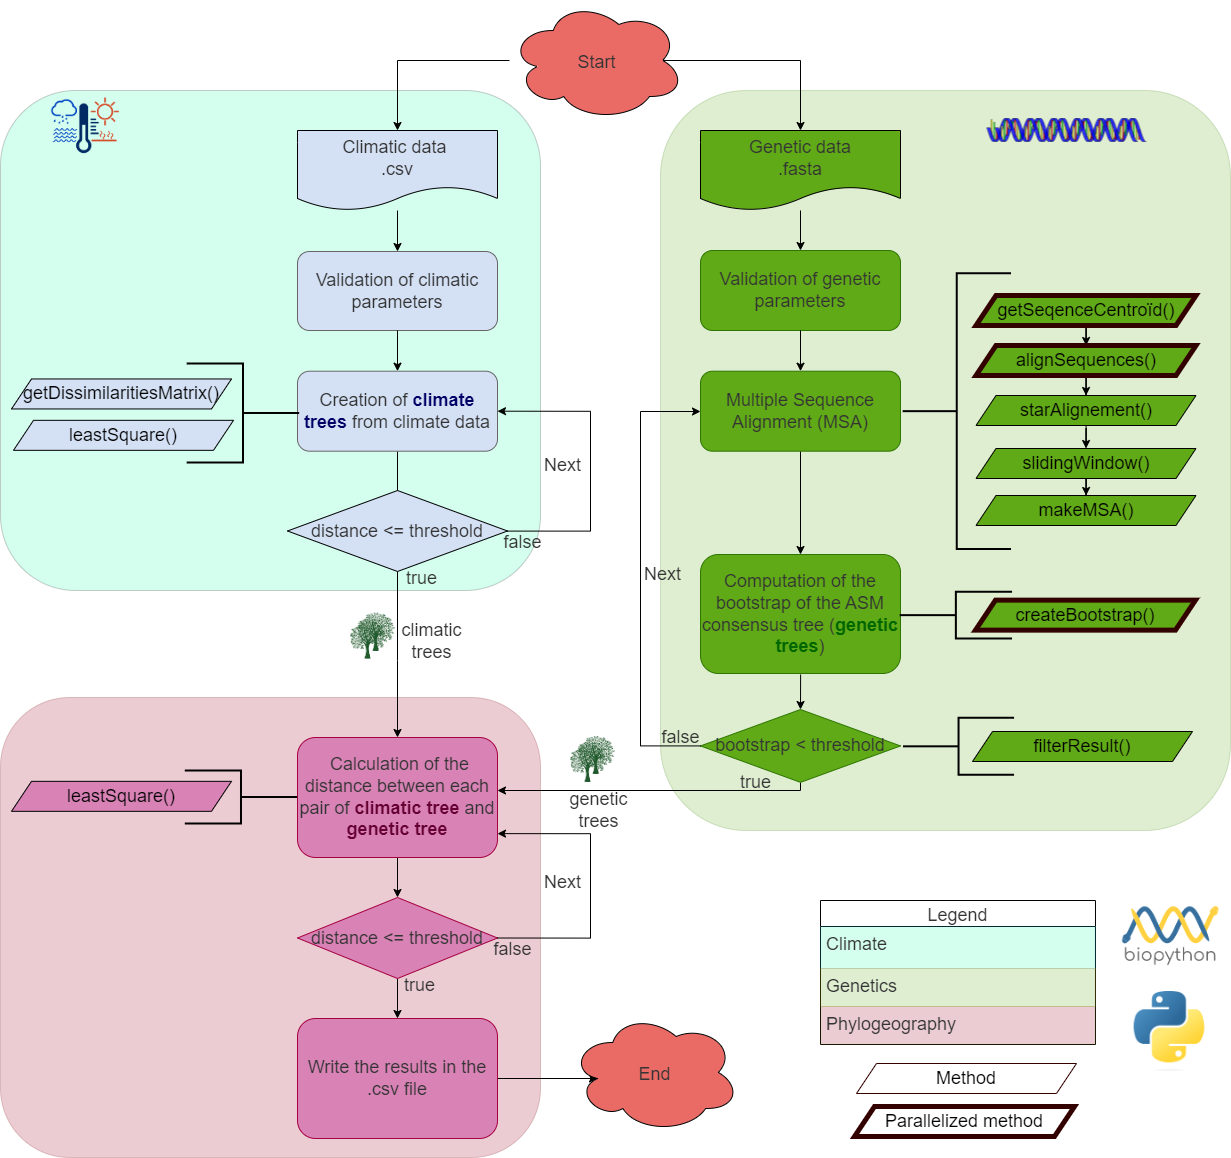 Start
Climatic data
.csv
Validation of climatic
parameters
getDissimilaritiesMatrix()
leastSquare()
Creation of climate
trees from climate data
Next
distance <= threshold
false
true
climatic
trees
Genetic data
.fasta
Validation of genetic
parameters
Multiple Sequence
Alignment (MSA)
getSeqenceCentroïd()
alignSequences()
starAlignement()
slidingWindow()
makeMSA()
Next
Computation of the
bootstrap of the ASM
consensus tree (genetic
trees)
createBootstrap()
false
bootstrap < threshold
filterResult()
true
genetic
trees
leastSquare()
Calculation of the
distance between each
pair of climatic tree and
genetic tree
Next
distance <= threshold
false
true
Write the results in the
.csv file
End
Legend
Climate
Genetics
Phylogeography
Method
Parallelized method
biopython